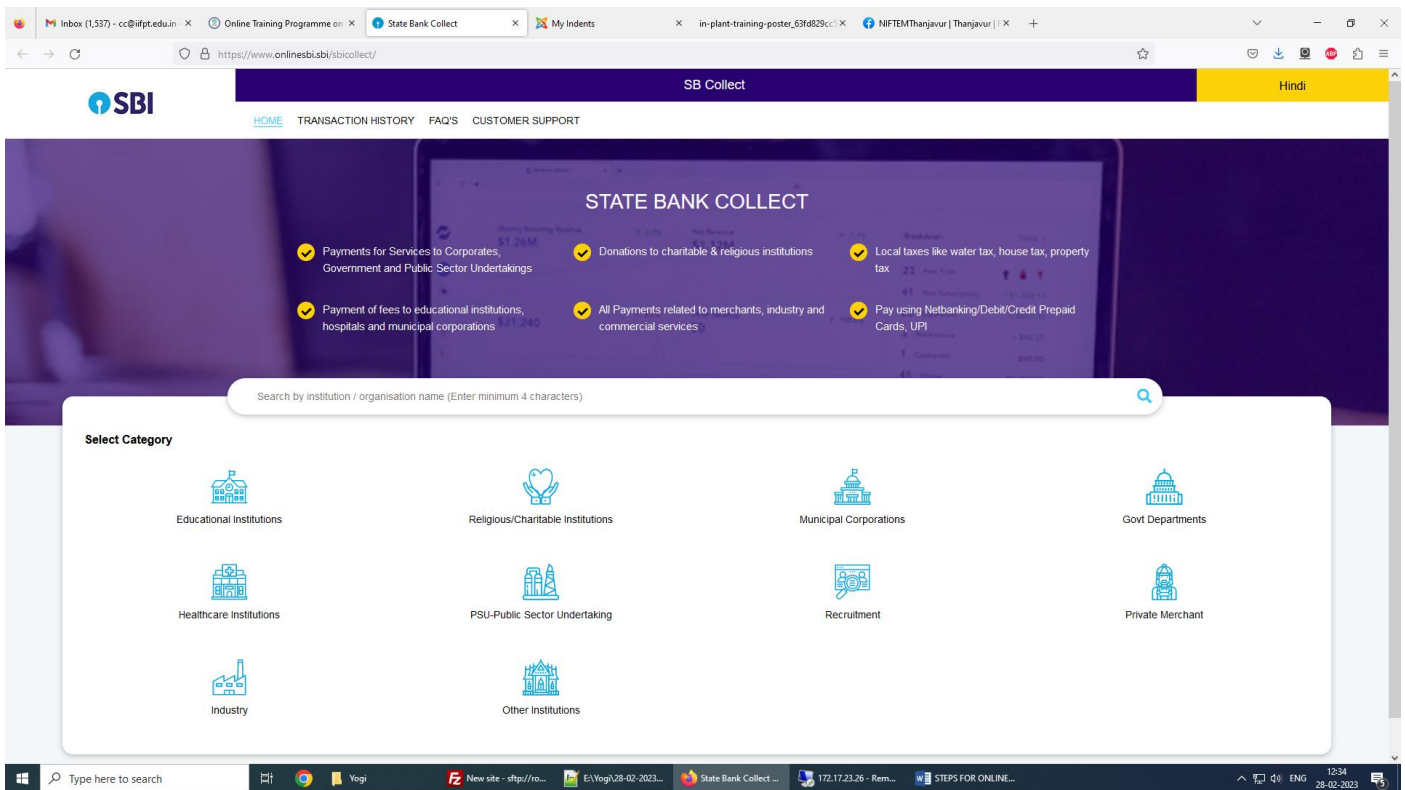 Inbox (1,537) - cc@iifpt.edu.in -
Online Training Programme on
State Bank Collect
My Indents
in-plant-training-poster_63fd829cc5
NIFTEMThanjavur | Thanjavur |
https://www.onlinesbi.sbi/sbicollect/
ABP
SBI
SB Collect
Hindi
HOME TRANSACTION HISTORY FAQ'S CUSTOMER SUPPORT
STATE BANK COLLECT
Payments for Services to Corporates,
Government and Public Sector Undertakings
Donations to charitable & religious institutions
Local taxes like water tax, house tax, property
tax
Payment of fees to educational institutions,
hospitals and municipal corporations
All Payments related to merchants, industry and
commercial services
Pay using Netbanking/Debit/Credit Prepaid
Cards, UPI
$1.26M
$31,240
Search by institution / organisation name (Enter minimum 4 characters)
Select Category
Educational Institutions
Religious/Charitable Institutions
Municipal Corporations
Govt Departments
Healthcare Institutions
PSU-Public Sector Undertaking
Recruitment
Private Merchant
Industry
Other Institutions
Type here to search
Yogi
New site - sftp://ro...
E:\Yogi\28-02-2023...
State Bank Collect ...
172.17.23.26 - Rem...
STEPS FOR ONLINE...
ENG
12:34
28-02-2023
5